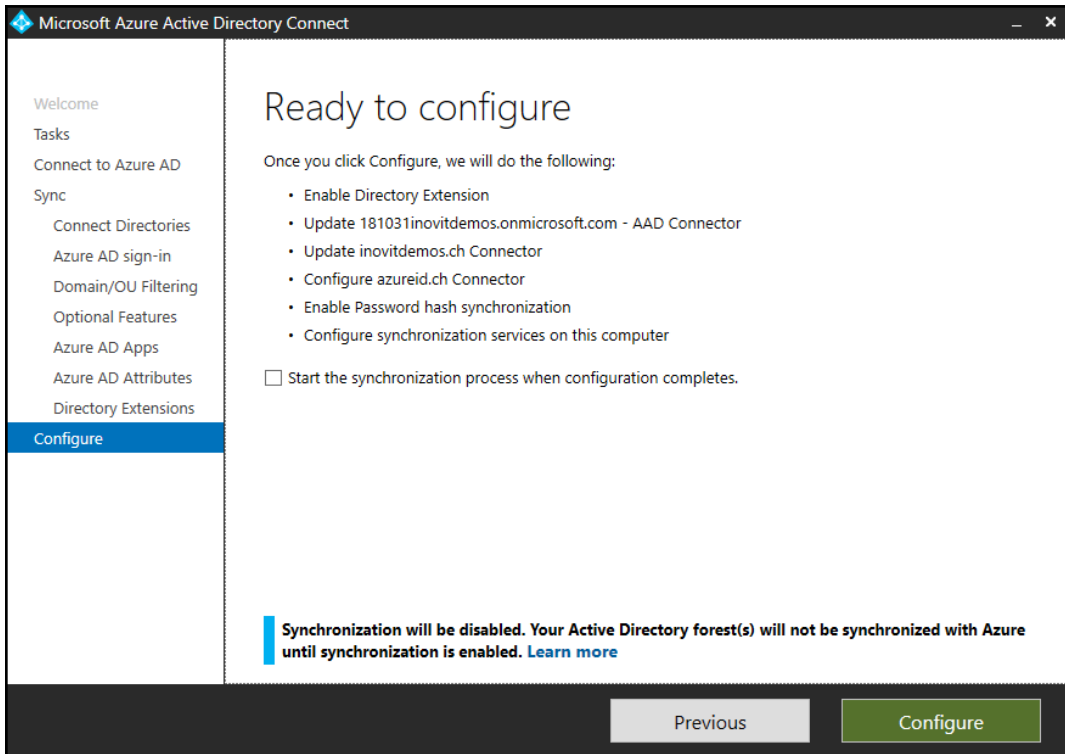 Microsoft Azure Active Directory Connect
Welcome
Tasks
Connect to Azure AD
Sync
Connect Directories
Azure AD sign-in
Domain/OU Filtering
Optional Features
Azure AD Apps
Azure AD Attributes
Directory Extensions
Configure
Ready to configure
Once you click Configure, we will do the following:
• Enable Directory Extension
• Update 181031inovitdemos.onmicrosoft.com - AAD Connector
• Update inovitdemos.ch Connector
• Configure azureid.ch Connector
• Enable Password hash synchronization
• Configure synchronization services on this computer
Start the synchronization process when configuration completes.
Synchronization will be disabled. Your Active Directory forest(s) will not be synchronized with Azure
until synchronization is enabled. Learn more
Previous
Configure